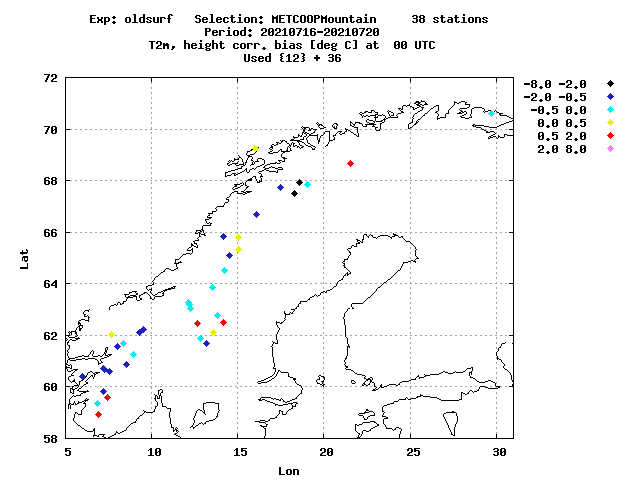 Exp: oldsurf   Selection: METCOOPMountain     38 stations
Period: 20210716-20210720
T2m, height corr. bias [deg C] at  00 UTC
Used {12} + 36
72
70
68
66
64
62
60
58
Lat
5 10 15 20 25 30
Lon
-8.0 -2.0
-2.0 -0.5
-0.5 0.0
0.0 0.5
0.5 2.0
2.0 8.0